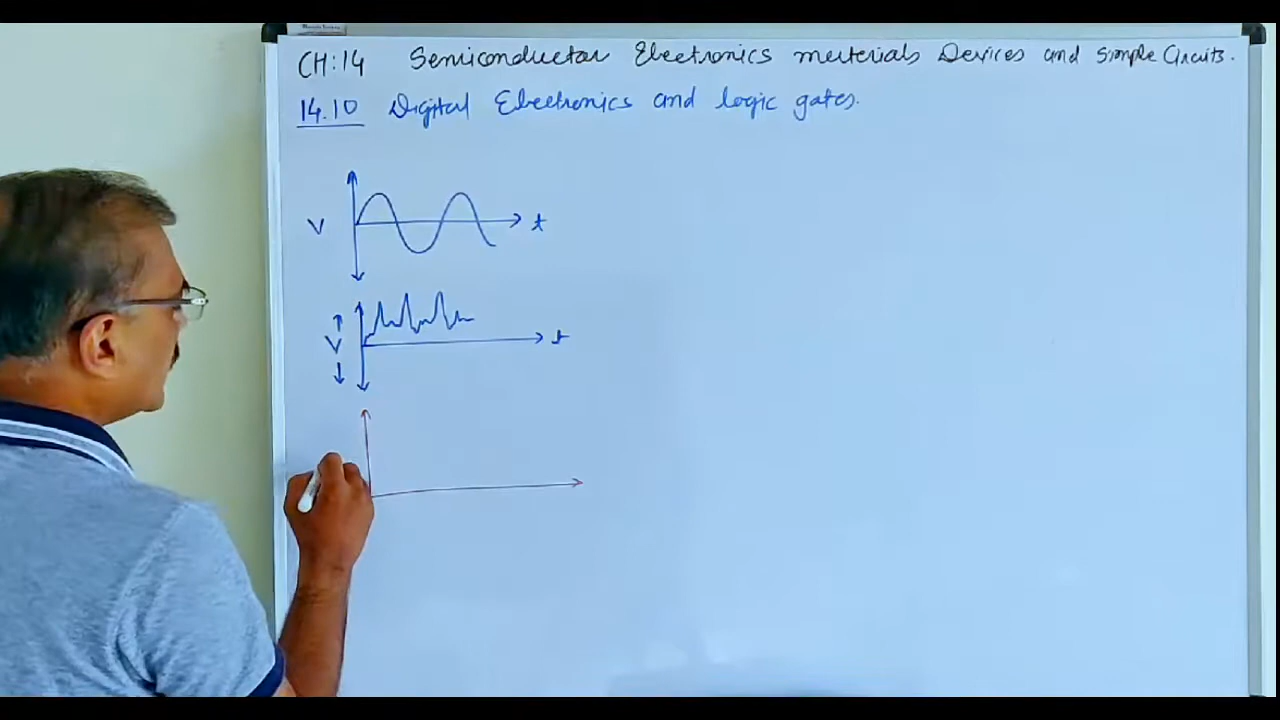 CH:14 Semiconductor Electronics materials Devices and simple Circuits.
14.10 Digital Electronics and logic gates.
V t
V t